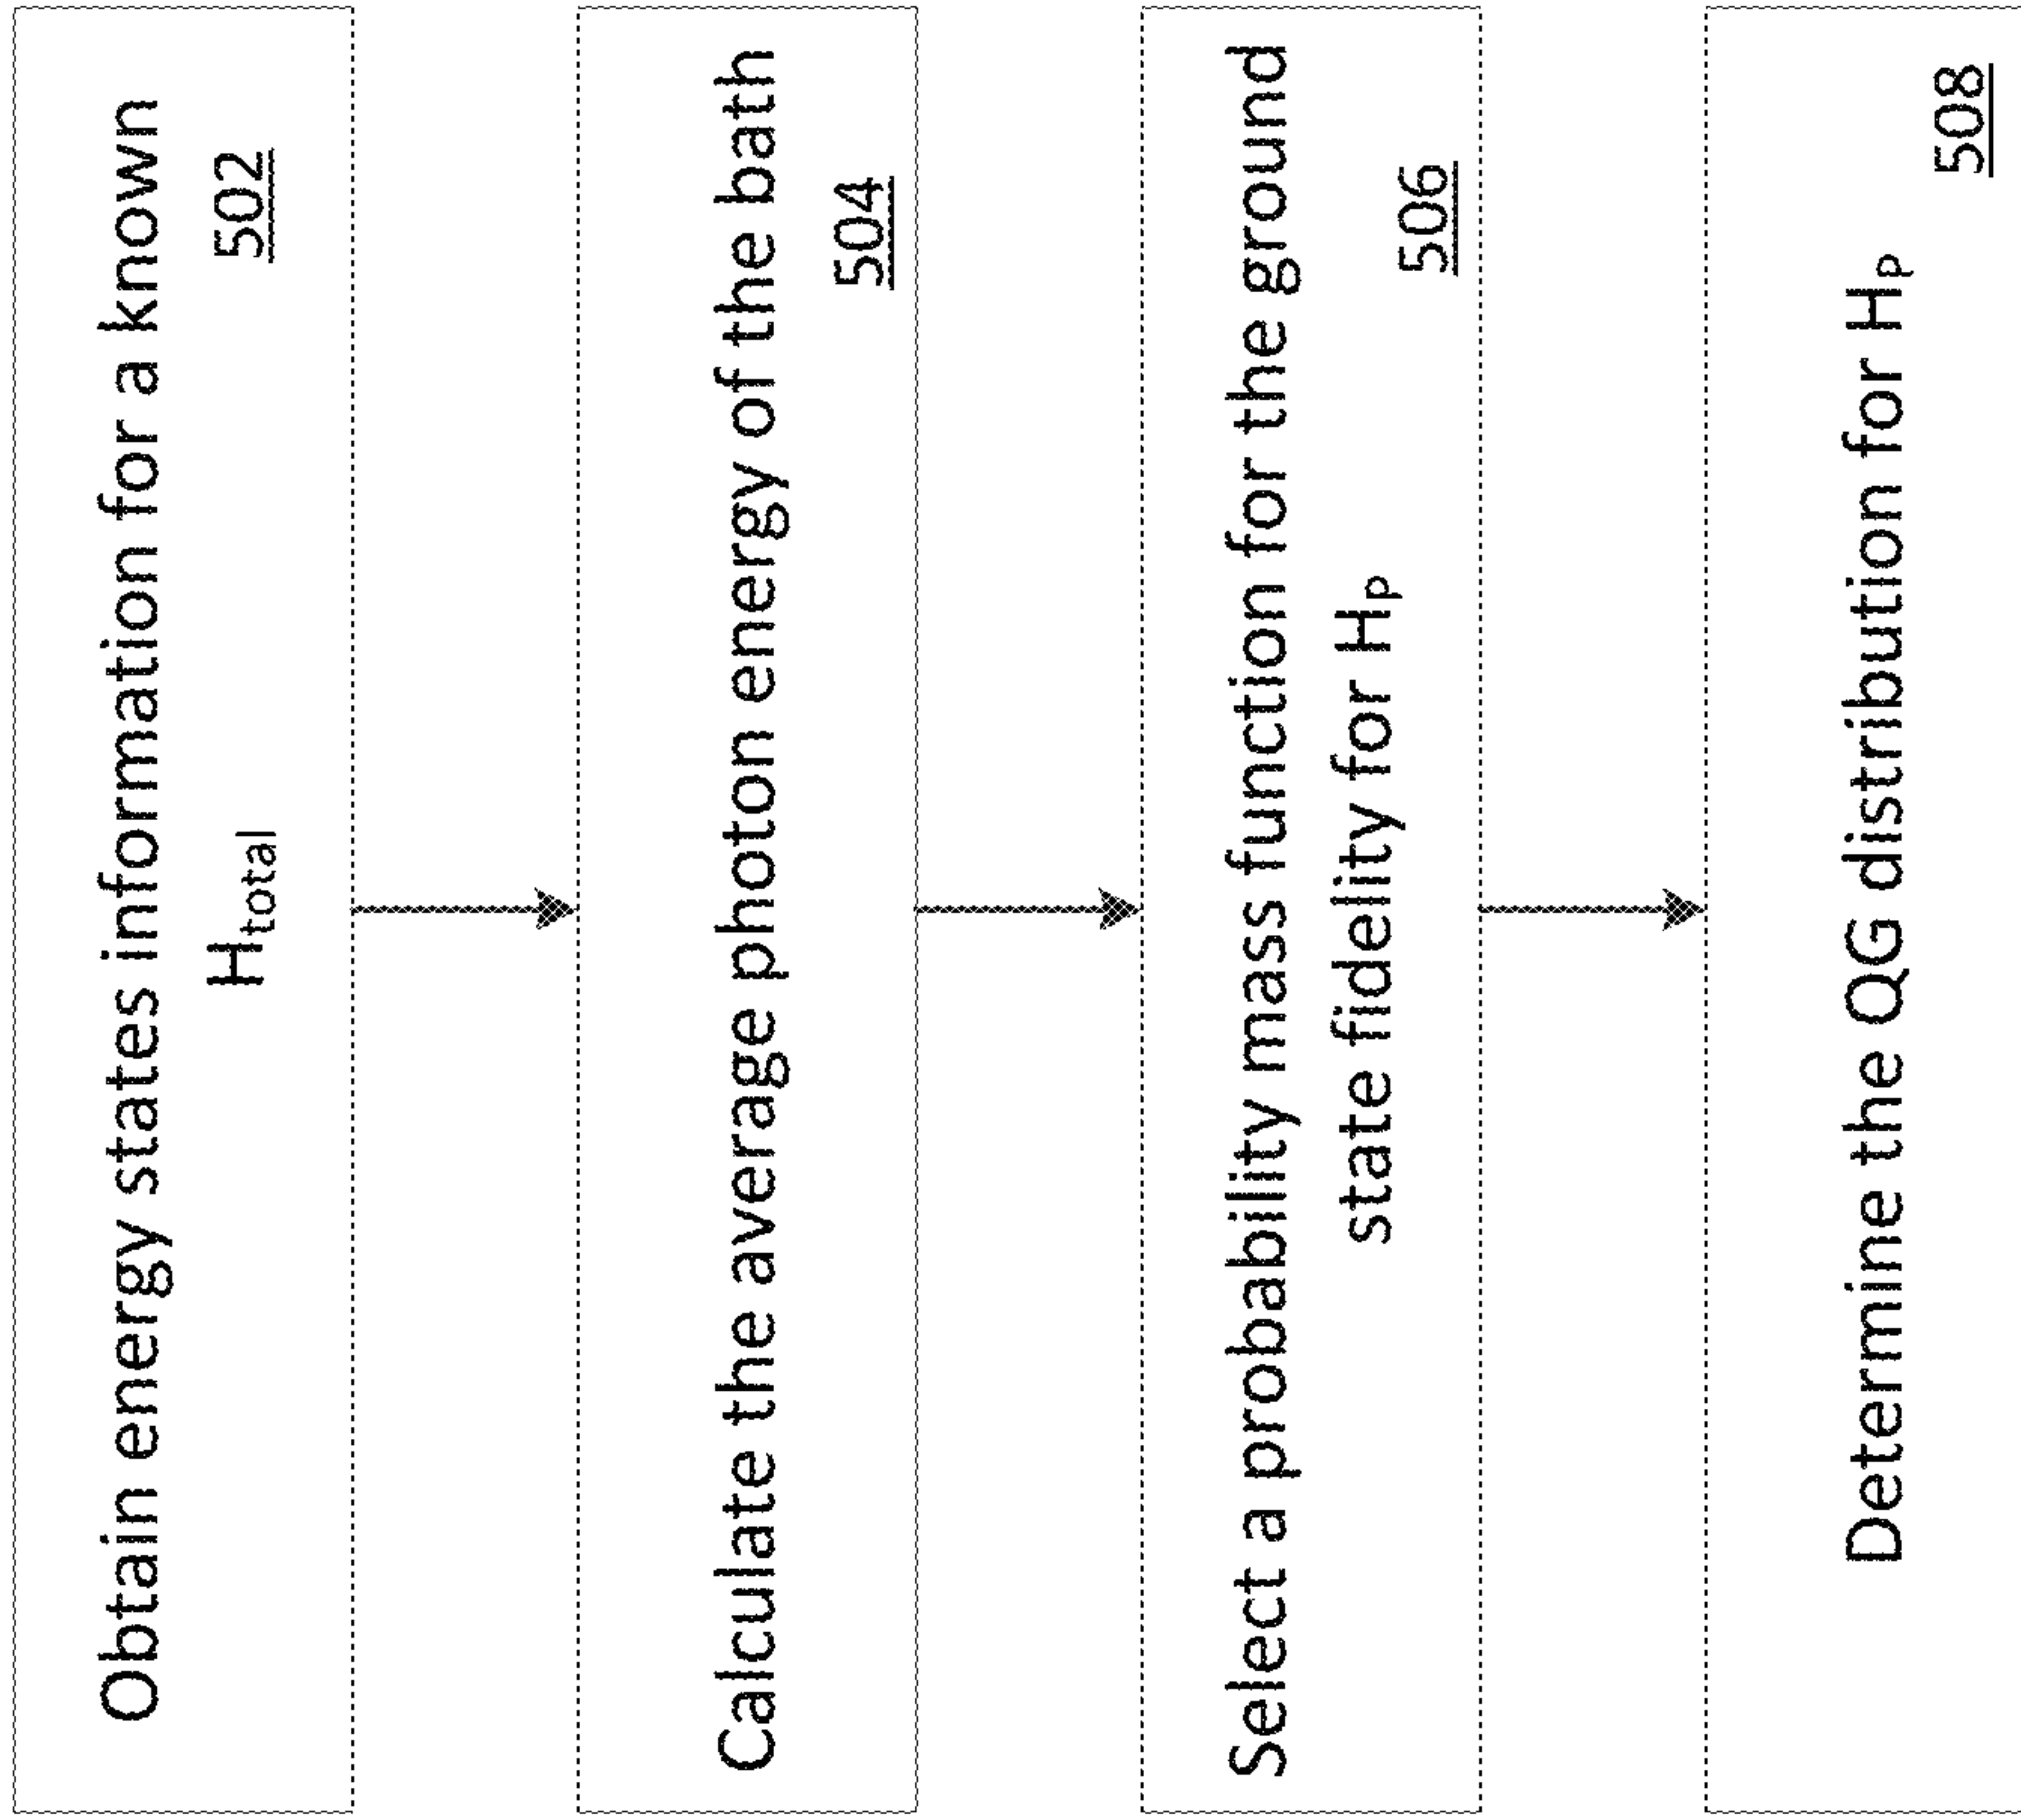 Obtain energy states information for a known
H_total
502
Calculate the average photon energy of the bath
504
Select a probability mass function for the ground
state fidelity for H_p
506
Determine the QG distribution for H_p
508